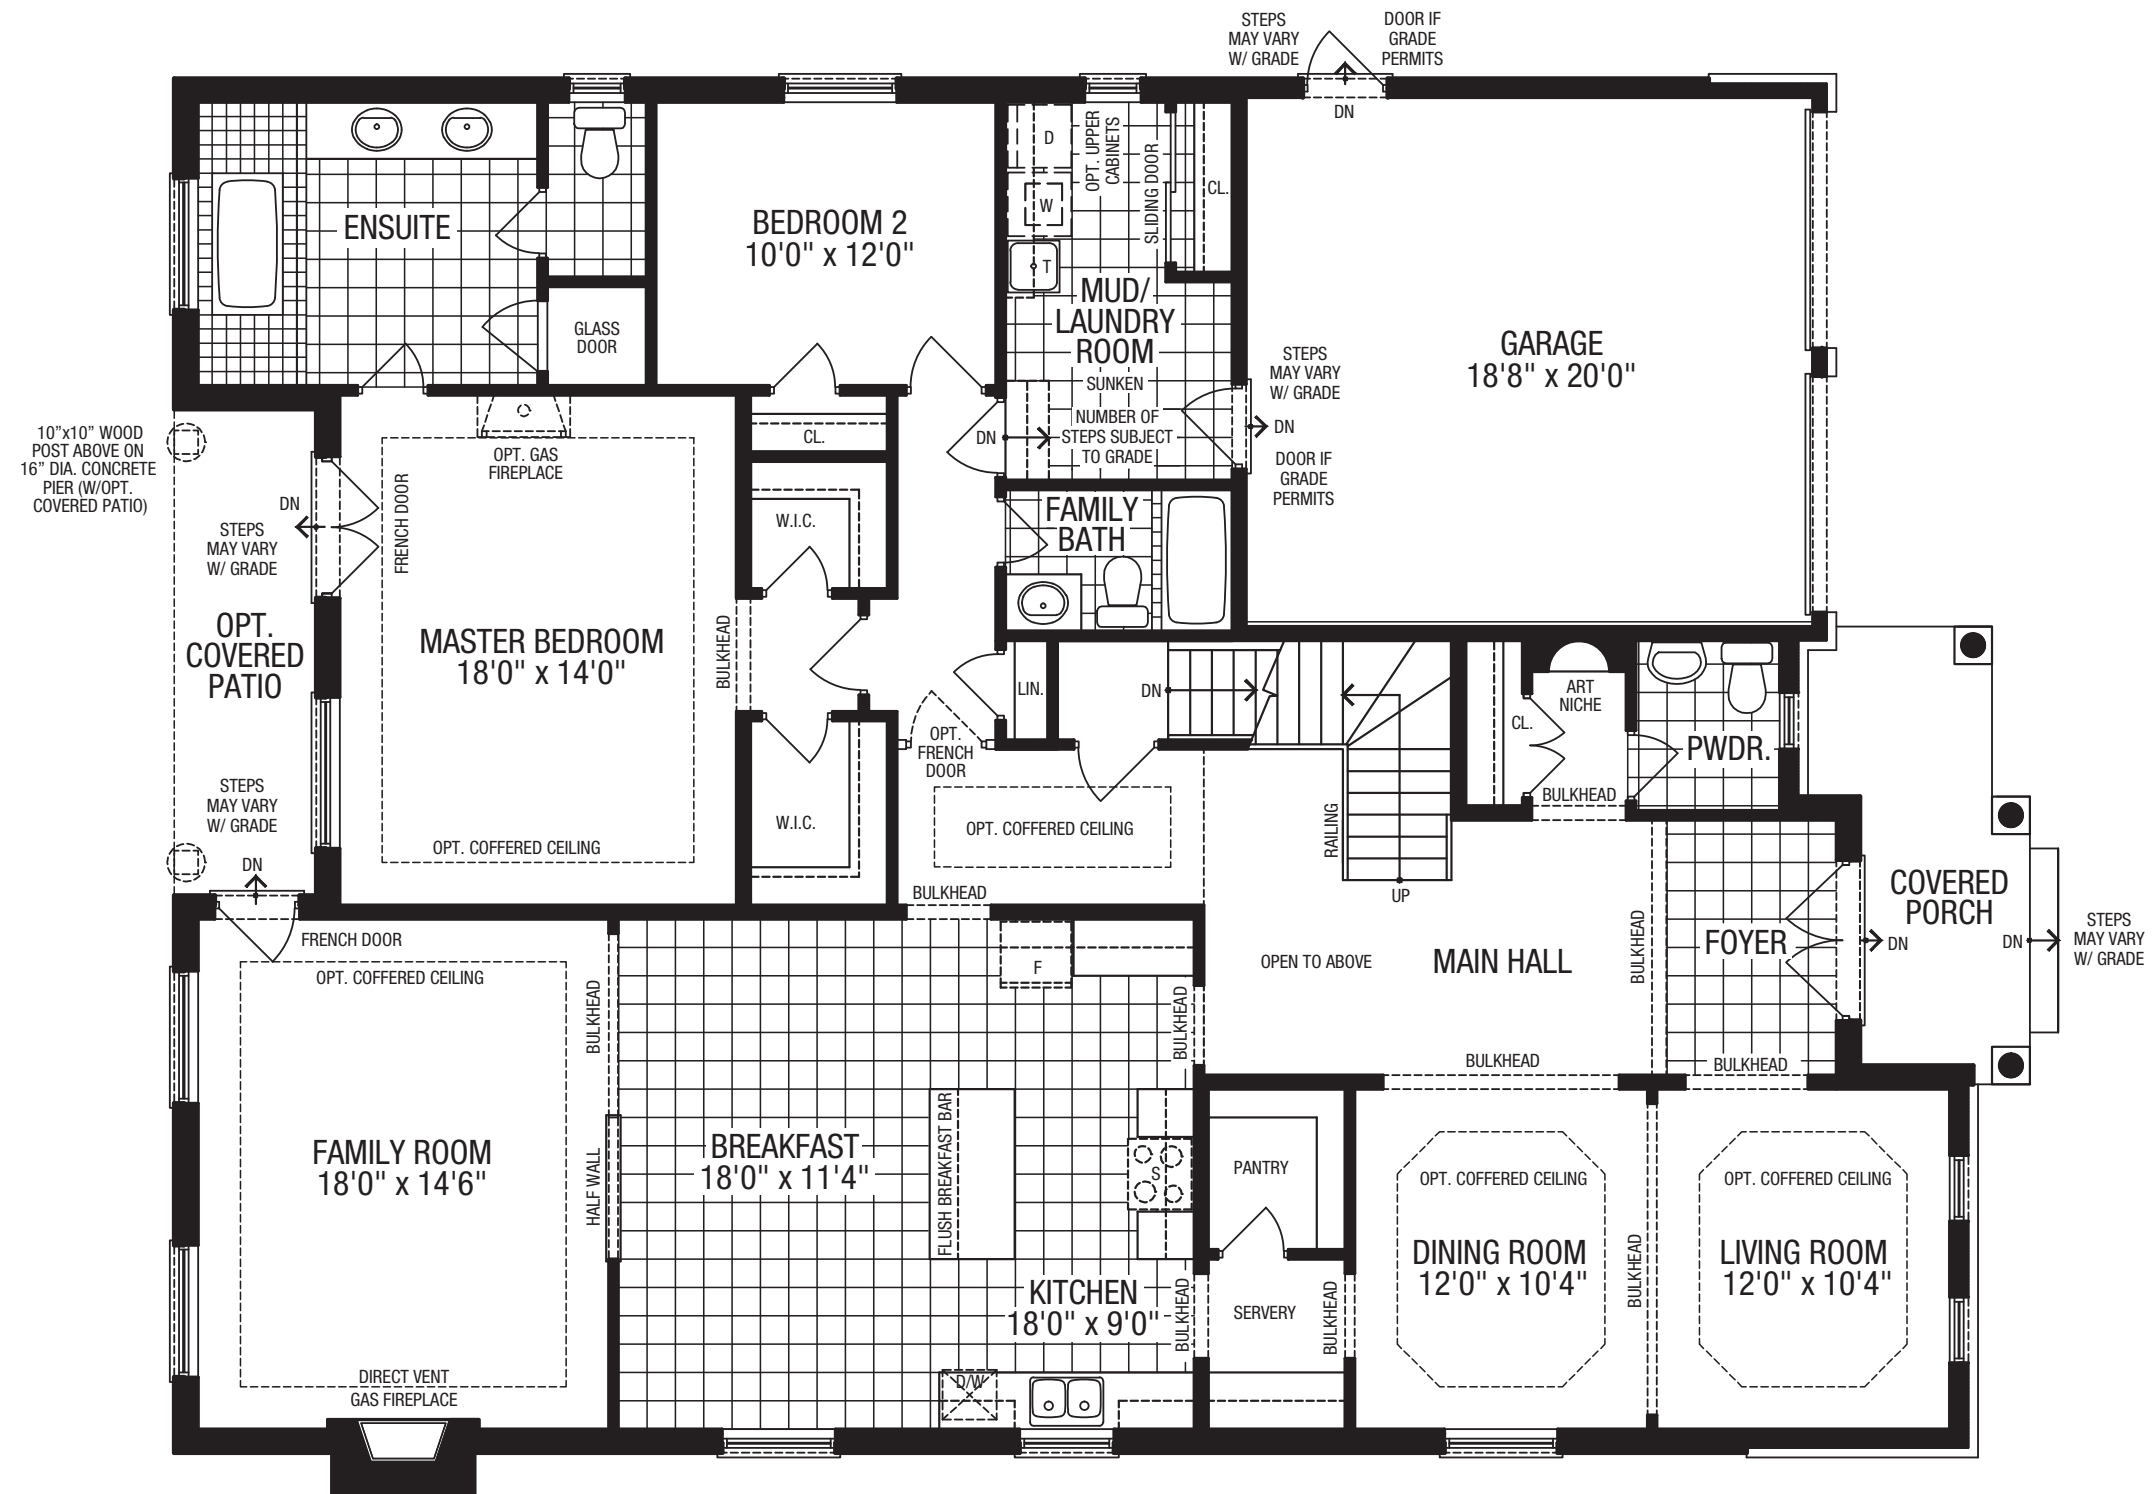 STEPS
MAY VARY
W/ GRADE
DOOR IF
GRADE
PERMITS
DN
ENSUITE
GLASS
DOOR
BEDROOM 2
10'0" x 12'0"
D
W
T
OPT. UPPER
CABINETS
SLIDING DOOR
CL.
MUD/
LAUNDRY
ROOM
SUNKEN
NUMBER OF
STEPS SUBJECT
TO GRADE
DN
STEPS
MAY VARY
W/ GRADE
DN
DOOR IF
GRADE
PERMITS
GARAGE
18'8" x 20'0"
10”x10” WOOD
POST ABOVE ON
16” DIA. CONCRETE
PIER (W/OPT.
COVERED PATIO)
DN
STEPS
MAY VARY
W/ GRADE
OPT.
COVERED
PATIO
STEPS
MAY VARY
W/ GRADE
DN
FRENCH DOOR
OPT. GAS
FIREPLACE
MASTER BEDROOM
18'0" x 14'0"
OPT. COFFERED CEILING
BULKHEAD
CL.
W.I.C.
W.I.C.
FAMILY
BATH
LIN.
OPT.
FRENCH
DOOR
DN
OPT. COFFERED CEILING
BULKHEAD
RAILING
UP
CL.
ART
NICHE
BULKHEAD
PWDR.
OPEN TO ABOVE
MAIN HALL
BULKHEAD
FOYER
DN
COVERED
PORCH
DN
STEPS
MAY VARY
W/ GRADE
BULKHEAD
BULKHEAD
FRENCH DOOR
OPT. COFFERED CEILING
FAMILY ROOM
18'0" x 14'6"
DIRECT VENT
GAS FIREPLACE
BULKHEAD
HALF WALL
BREAKFAST
18'0" x 11'4"
FLUSH BREAKFAST BAR
F
BULKHEAD
S
KITCHEN
18'0" x 9'0"
D/W
BULKHEAD
PANTRY
SERVERY
BULKHEAD
OPT. COFFERED CEILING
DINING ROOM
12'0" x 10'4"
BULKHEAD
OPT. COFFERED CEILING
LIVING ROOM
12'0" x 10'4"